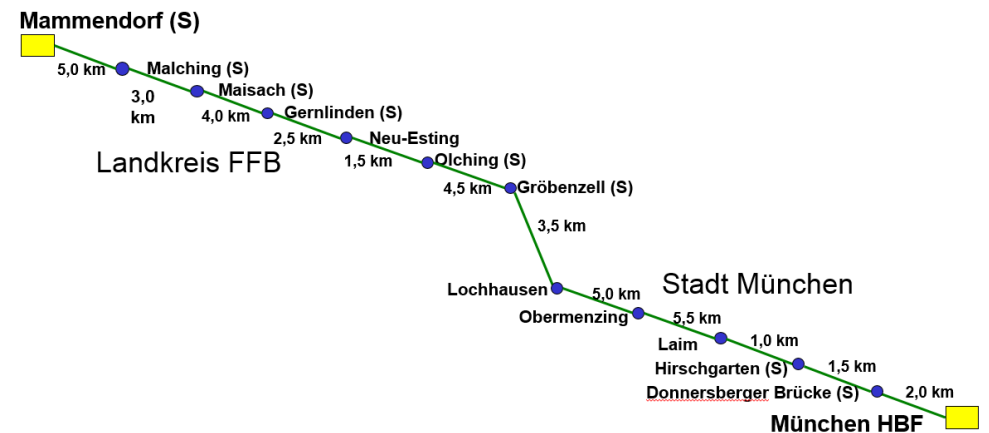 Mammendorf (S)
5,0 km
Malching (S)
3,0
km
Maisach (S)
4,0 km
Gernlinden (S)
2,5 km
Neu-Esting
Landkreis FFB
1,5 km
Olching (S)
4,5 km
Gröbenzell (S)
3,5 km
Lochhausen
5,0 km
Stadt München
Obermenzing
5,5 km
Laim
1,0 km
Hirschgarten (S)
1,5 km
Donnersberger Brücke (S)
2,0 km
München HBF